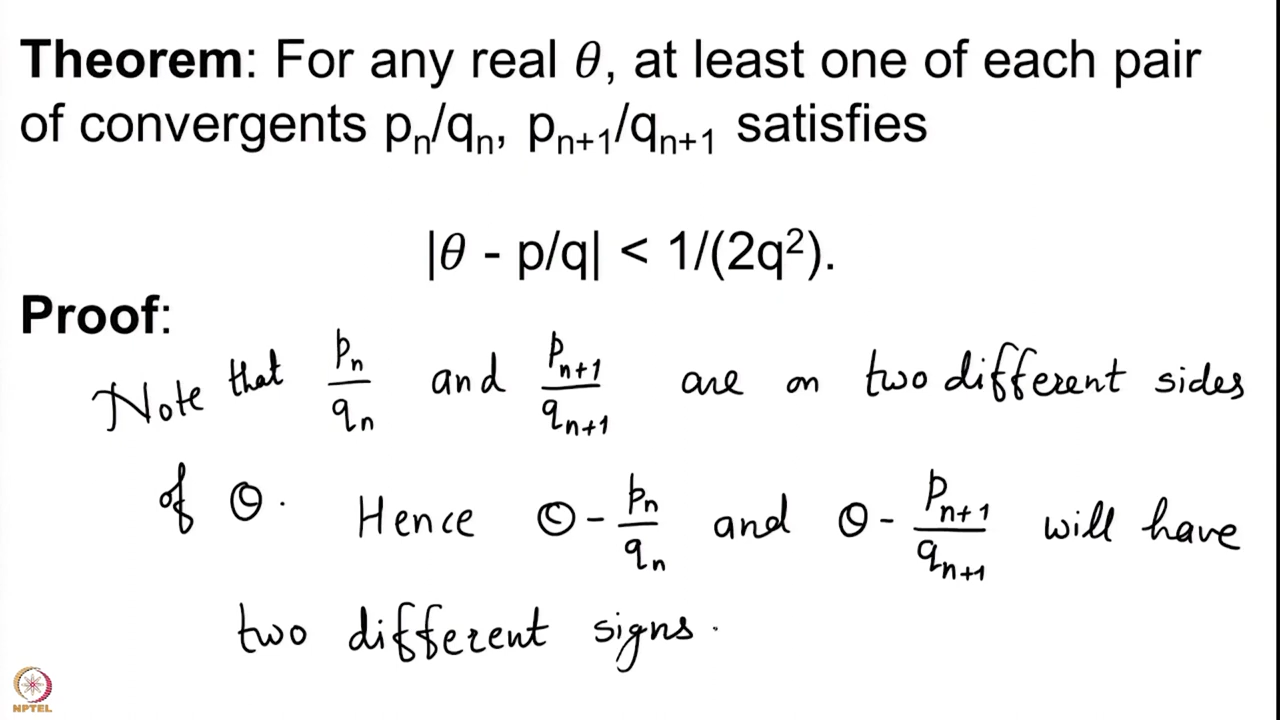 Theorem: For any real θ, at least one of each pair
of convergents pₙ/qₙ, pₙ₊₁/qₙ₊₁ satisfies
|θ - p/q| < 1/(2q²).
Proof:
Note that pₙ/qₙ and pₙ₊₁/qₙ₊₁ are on two different sides
of θ. Hence θ - pₙ/qₙ and θ - pₙ₊₁/qₙ₊₁ will have
two different signs.
NPTEL